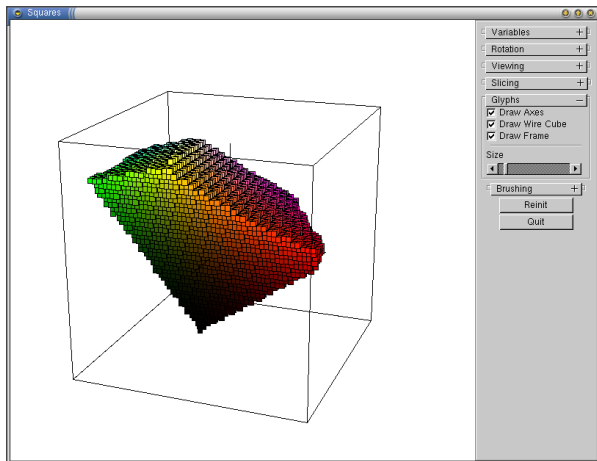 Squares
Variables
Rotation
Viewing
Slicing
Glyphs
Draw Axes
Draw Wire Cube
Draw Frame
Size
Brushing
Reinit
Quit